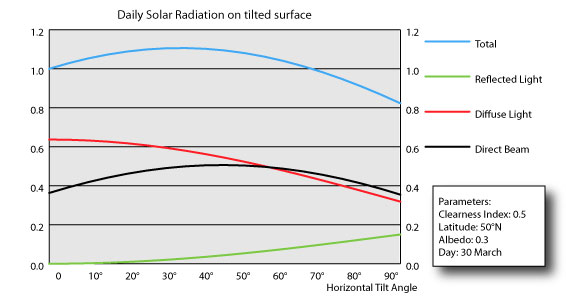 Daily Solar Radiation on tilted surface
1.2 1.2
1.0 1.0
0.8 0.8
0.6 0.6
0.4 0.4
0.2 0.2
0.0 0.0
0 10° 20° 30° 40° 50° 60° 70° 80° 90°
Horizontal Tilt Angle
Total
Reflected Light
Diffuse Light
Direct Beam
Parameters:
Clearness Index: 0.5
Latitude: 50°N
Albedo: 0.3
Day: 30 March